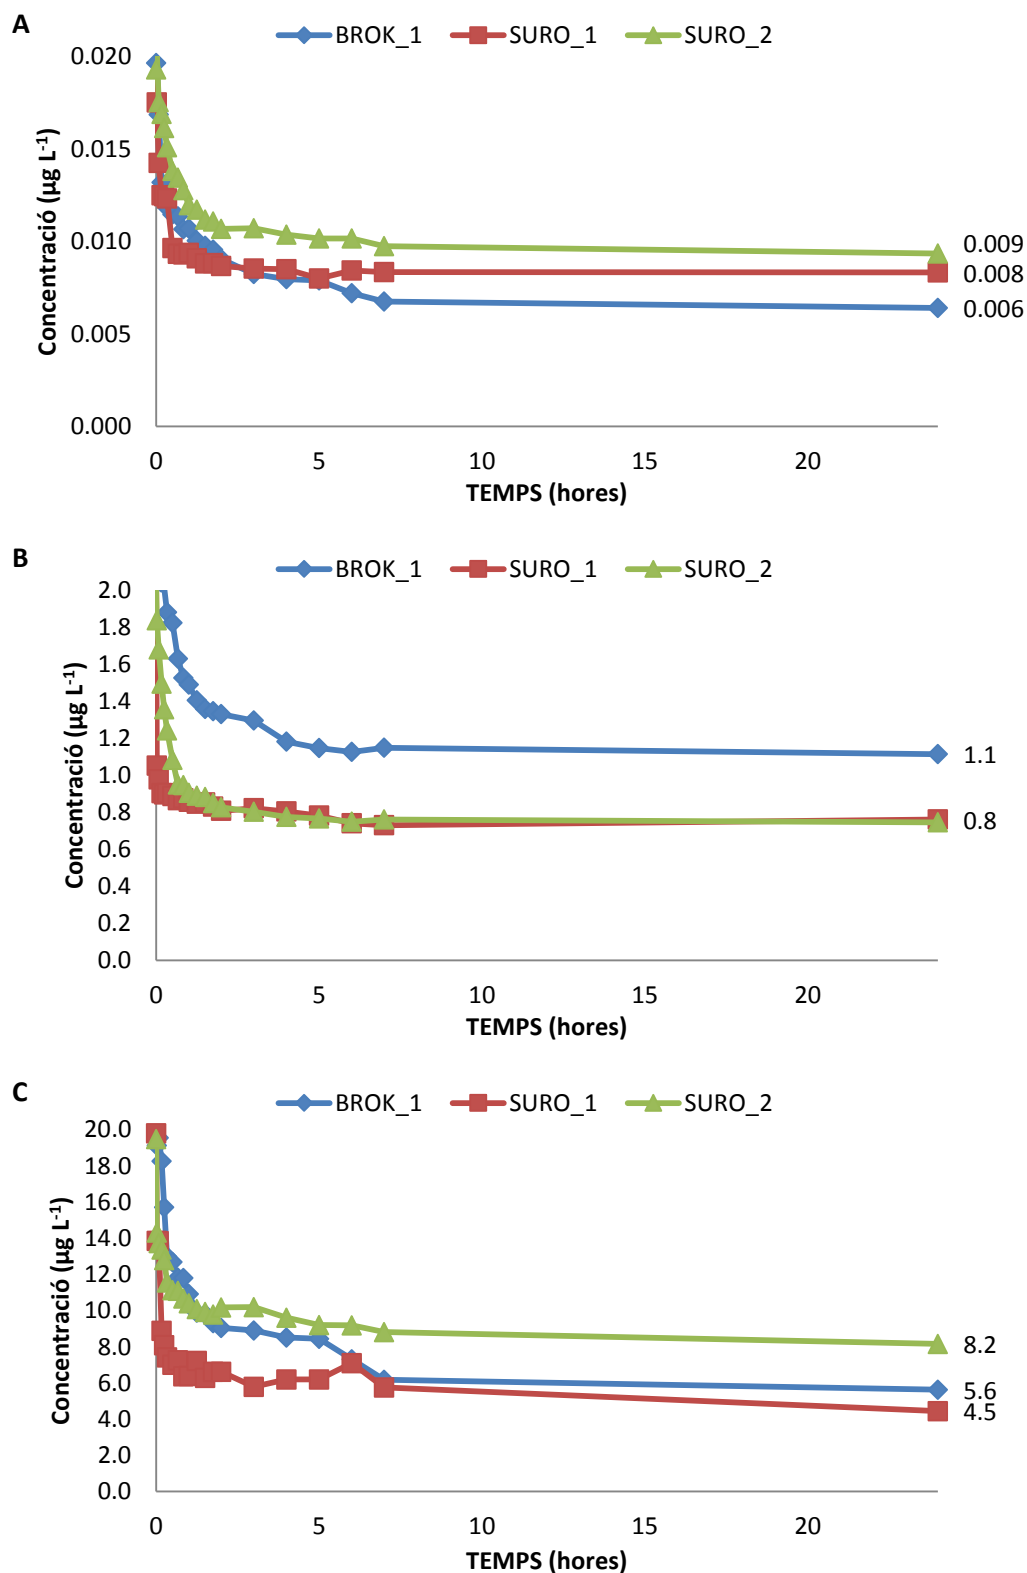 A
BROK_1 SURO_1 SURO_2
0.020
0.015
0.010
0.005
0.000
Concentració (µg L⁻¹)
0.009
0.008
0.006
0 5 10 15 20
TEMPS (hores)
B
BROK_1 SURO_1 SURO_2
2.0
1.8
1.6
1.4
1.2
1.0
0.8
0.6
0.4
0.2
0.0
Concentració (µg L⁻¹)
1.1
0.8
0 5 10 15 20
TEMPS (hores)
C
BROK_1 SURO_1 SURO_2
20.0
18.0
16.0
14.0
12.0
10.0
8.0
6.0
4.0
2.0
0.0
Concentració (µg L⁻¹)
8.2
5.6
4.5
0 5 10 15 20
TEMPS (hores)